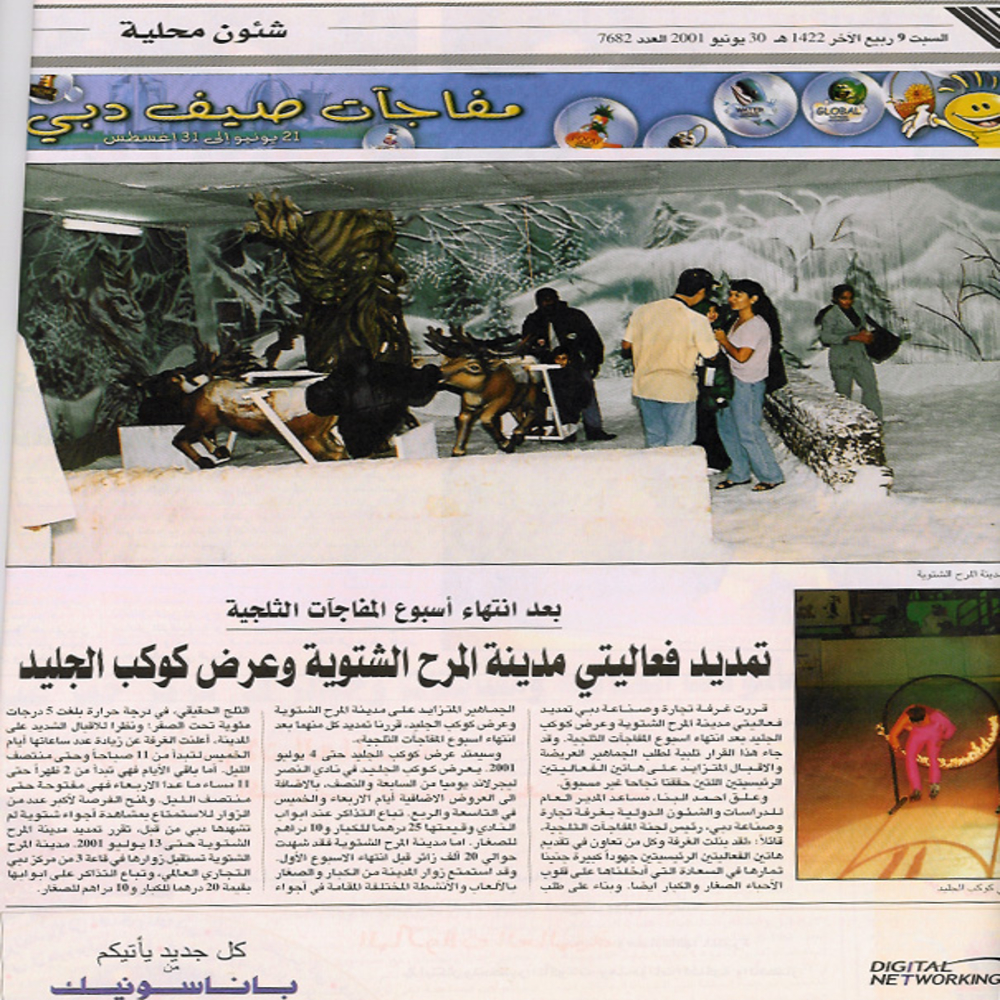 السبت 9 ربيع الآخر 1422 هـ 30 يونيو 2001 العدد 7682
شئون محلية
مفاجآت صيف دبي
21 يونيو إلى 31 اغسطس
WATER
GLOBAL
مدينة المرح الشتوية
بعد انتهاء أسبوع المفاجآت الثلجية
تمديد فعاليتي مدينة المرح الشتوية وعرض كوكب الجليد
قررت غرفة تجارة وصناعة دبي تمديد
فعاليتي مدينة المرح الشتوية وعرض كوكب
الجليد بعد انتهاء اسبوع المفاجآت الثلجية. وقد
جاء هذا القرار تلبية لطلب الجماهير العريضة
والاقبال المتزايد على هاتين الفعاليتين
الرئيسيتين اللتين حققتا نجاحا غير مسبوق.
وعلق احمد البنا، مساعد المدير العام
للدراسات والشئون الدولية بغرفة تجارة
وصناعة دبي، رئيس لجنة المفاجآت الثلجية،
قائلا: «لقد بذلت الغرفة وكل من تعاون في تقديم
هاتين الفعاليتين الرئيسيتين جهوداً كبيرة جنينا
ثمارها في السعادة التي أدخلناها على قلوب
الأحباء الصغار والكبار ايضا. وبناء على طلب
الجماهير المتزايد على مدينة المرح الشتوية
وعرض كوكب الجليد، قررنا تمديد كل منهما بعد
انتهاء اسبوع المفاجآت الثلجية».
وسيمتد عرض كوكب الجليد حتى 4 يوليو
2001. يعرض كوكب الجليد في نادي النصر
ليجرلاند يوميا من السابعة والنصف، بالاضافة
الى العروض الاضافية أيام الاربعاء والخميس
في التاسعة والربع. تباع التذاكر عند ابواب
النادي وقيمتها 25 درهما للكبار و10 دراهم
للصغار. اما مدينة المرح الشتوية فقد شهدت
حوالي 20 ألف زائر قبل انتهاء الاسبوع الأول.
وقد استمتع زوار المدينة من الكبار والصغار
بالألعاب والأنشطة المختلفة المقامة في أجواء
الثلج الحقيقي، في درجة حرارة بلغت 5 درجات
مئوية تحت الصفر؛ ونظرا للاقبال الشديد على
المدينة، أعلنت الغرفة عن زيادة عدد ساعاتها أيام
الخميس لتبدأ من 11 صباحا وحتى منتصف
الليل. أما باقي الأيام فهي تبدأ من 2 ظهرا حتى
11 مساء ما عدا الاربعاء فهي مفتوحة حتى
منتصف الليل. ولمنح الفرصة لأكبر عدد من
الزوار للاستمتاع بمشاهدة أجواء شتوية لم
تشهدها دبي من قبل، تقرر تمديد مدينة المرح
الشتوية حتى 13 يوليو 2001. مدينة المرح
الشتوية تستقبل زوارها في قاعة 3 من مركز دبي
التجاري العالمي، وتباع التذاكر على ابوابها
بقيمة 20 درهما للكبار و10 دراهم للصغار.
كوكب الجليد
كل جديد يأتيكم
من
باناسونيك
DIGITAL
NETWORKING